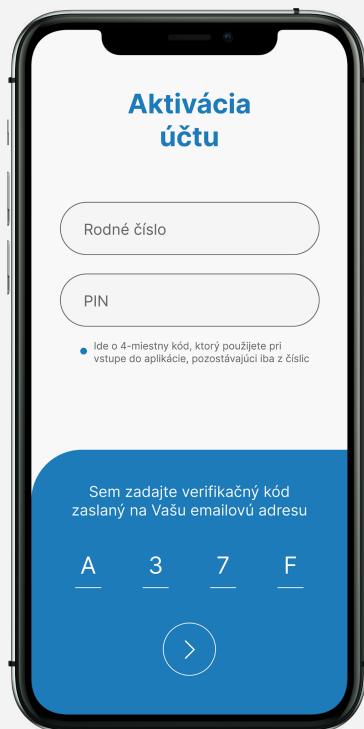 Aktivácia
účtu
Rodné číslo
PIN
Ide o 4-miestny kód, ktorý použijete pri
vstupe do aplikácie, pozostávajúci iba z číslic
Sem zadajte verifikačný kód
zaslaný na Vašu emailovú adresu
A 3 7 F